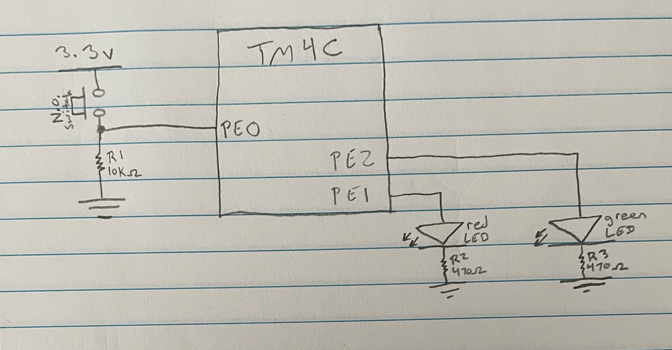 3.3v
TM4C
N.O.
Switch
PE0
R1
10KΩ
PE2
PE1
red
LED
R2
470Ω
green
LED
R3
470Ω